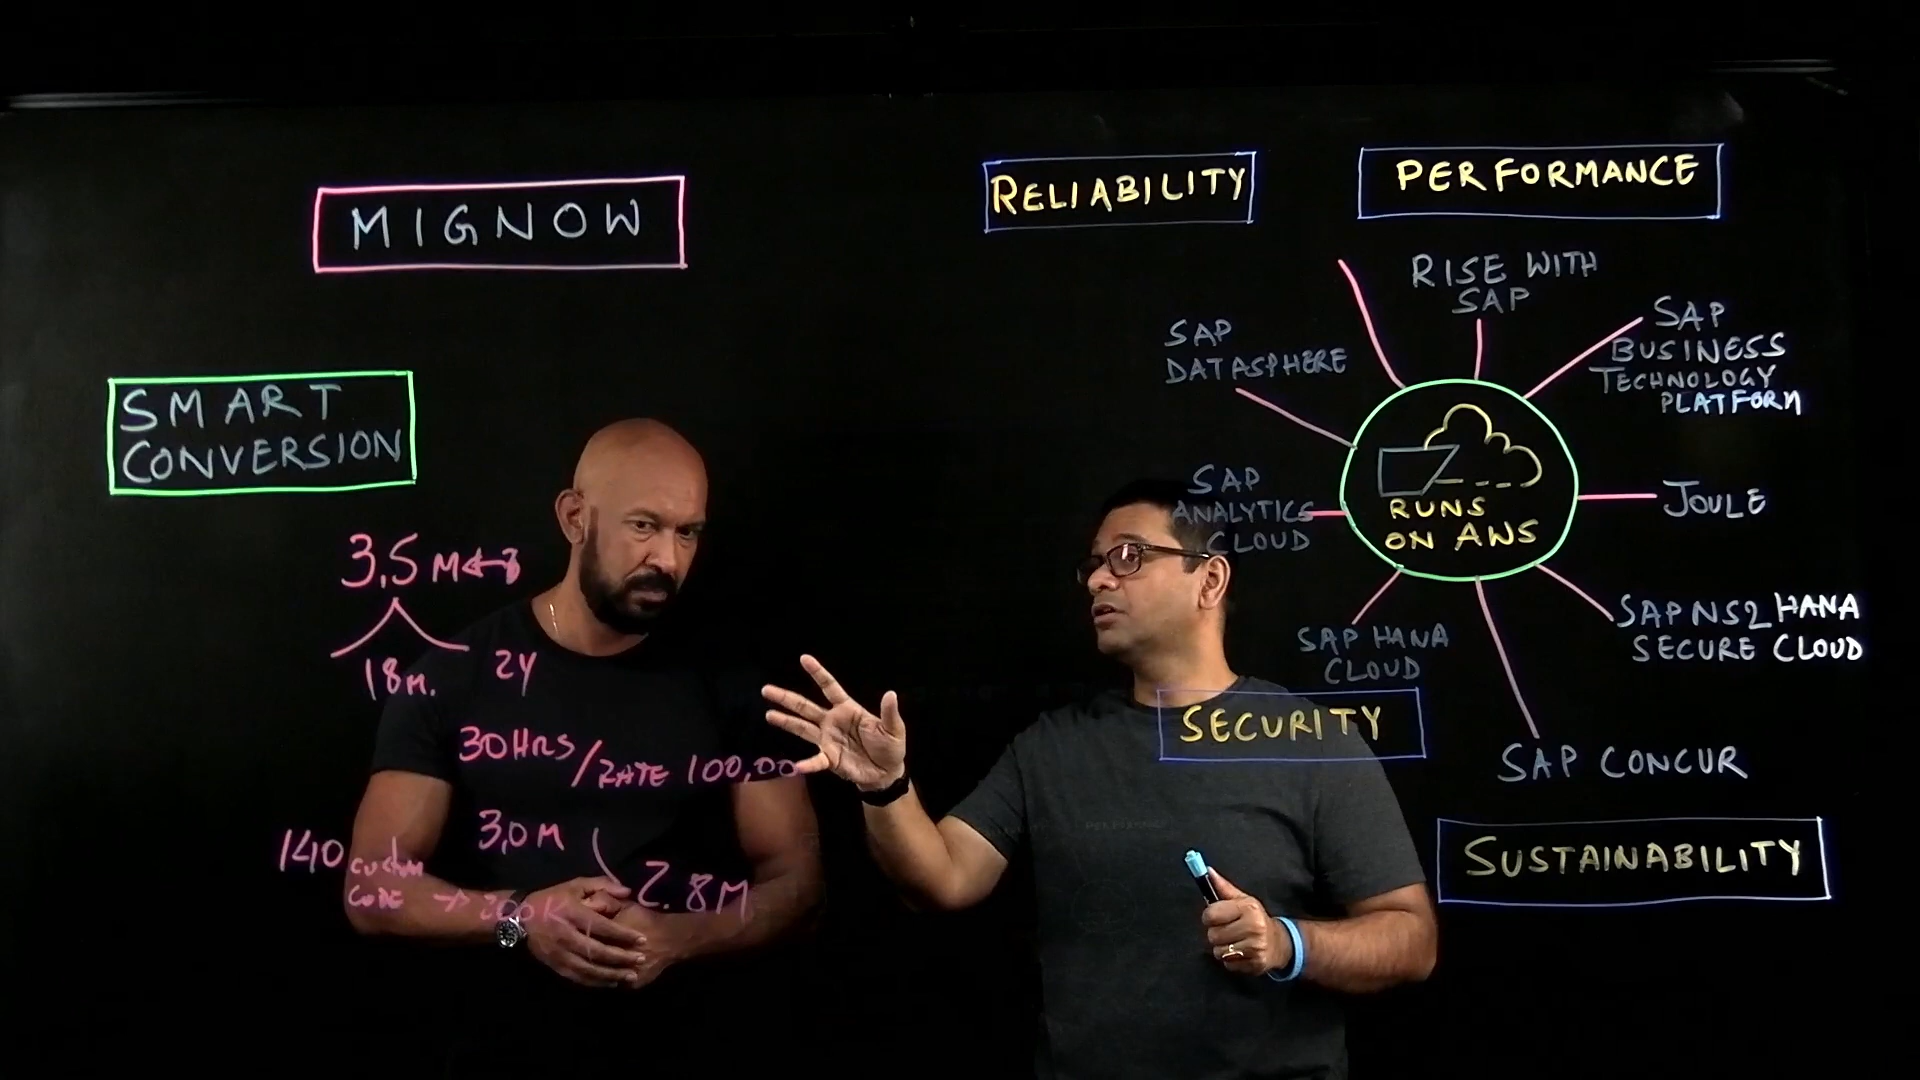 MIGNOW
SMART
CONVERSION
3,5 M
18M.
2Y
30HRS / RATE 100,00
3,0M
2.8M
140 CUSTOM
CODE → 200K
RELIABILITY
PERFORMANCE
RISE WITH
SAP
SAP
BUSINESS
TECHNOLOGY
PLATFORM
SAP
DATASPHERE
SAP
ANALYTICS
CLOUD
RUNS
ON AWS
JOULE
SAP NS2 HANA
SECURE CLOUD
SAP HANA
CLOUD
SECURITY
SAP CONCUR
SUSTAINABILITY